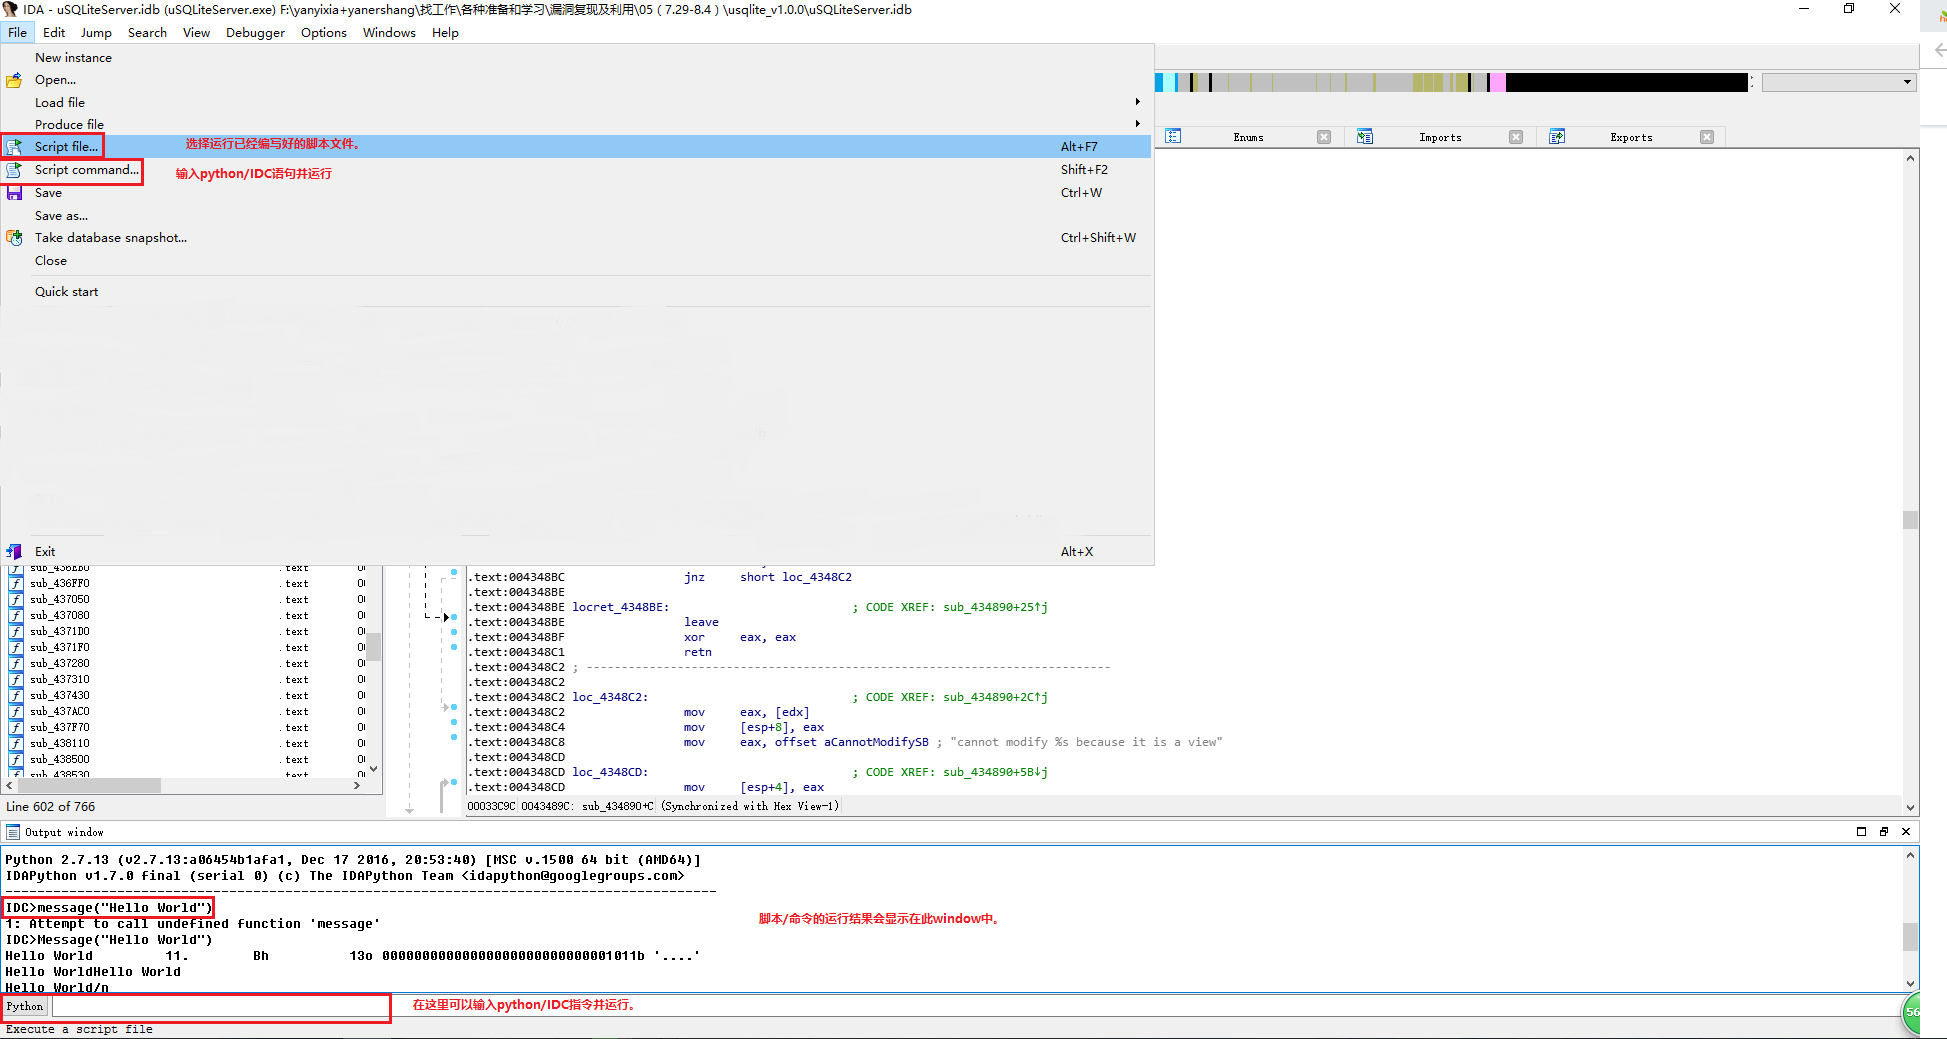 IDA - uSQLiteServer.idb (uSQLiteServer.exe) F:\yanyixia+yanershang\找工作\各种准备和学习\漏洞复现及利用\05（7.29-8.4）\usqlite_v1.0.0\uSQLiteServer.idb
File Edit Jump Search View Debugger Options Windows Help
New instance
Open...
Load file
Produce file
Script file... 选择运行已经编写好的脚本文件。 Alt+F7
Script command... 输入python/IDC语句并运行 Shift+F2
Save Ctrl+W
Save as...
Take database snapshot... Ctrl+Shift+W
Close
Quick start
Exit Alt+X
Enums Imports Exports
sub_436EB0 .text
sub_436FF0 .text
sub_437050 .text
sub_437080 .text
sub_4371D0 .text
sub_4371F0 .text
sub_437280 .text
sub_437310 .text
sub_437430 .text
sub_437AC0 .text
sub_437F70 .text
sub_438110 .text
sub_438500 .text
sub_438530 .text
Line 602 of 766
.text:004348BC jnz short loc_4348C2
.text:004348BE
.text:004348BE locret_4348BE: ; CODE XREF: sub_434890+25↑j
.text:004348BE leave
.text:004348BF xor eax, eax
.text:004348C1 retn
.text:004348C2 ; ---------------------------------------------------------------------------
.text:004348C2
.text:004348C2 loc_4348C2: ; CODE XREF: sub_434890+2C↑j
.text:004348C2 mov eax, [edx]
.text:004348C4 mov [esp+8], eax
.text:004348C8 mov eax, offset aCannotModifySB ; "cannot modify %s because it is a view"
.text:004348CD
.text:004348CD loc_4348CD: ; CODE XREF: sub_434890+5B↓j
.text:004348CD mov [esp+4], eax
00033C9C 0043489C: sub_434890+C (Synchronized with Hex View-1)
Output window
Python 2.7.13 (v2.7.13:a06454b1afa1, Dec 17 2016, 20:53:40) [MSC v.1500 64 bit (AMD64)]
IDAPython v1.7.0 final (serial 0) (c) The IDAPython Team <idapython@googlegroups.com>
-----------------------------------------------------------------------------------------
IDC>message("Hello World")
1: Attempt to call undefined function 'message'
脚本/命令的运行结果会显示在此window中。
IDC>Message("Hello World")
Hello World 11. Bh 13o 00000000000000000000000000001011b '....'
Hello WorldHello World
Hello World/n
Python 在这里可以输入python/IDC指令并运行。
56
Execute a script file